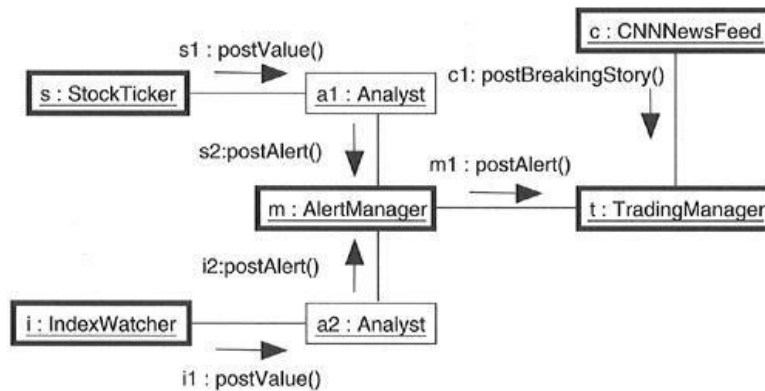 c : CNNNewsFeed
s1 : postValue()
c1: postBreakingStory()
s : StockTicker
a1 : Analyst
s2:postAlert()
m1 : postAlert()
m : AlertManager
t : TradingManager
i2:postAlert()
i : IndexWatcher
a2 : Analyst
i1 : postValue()